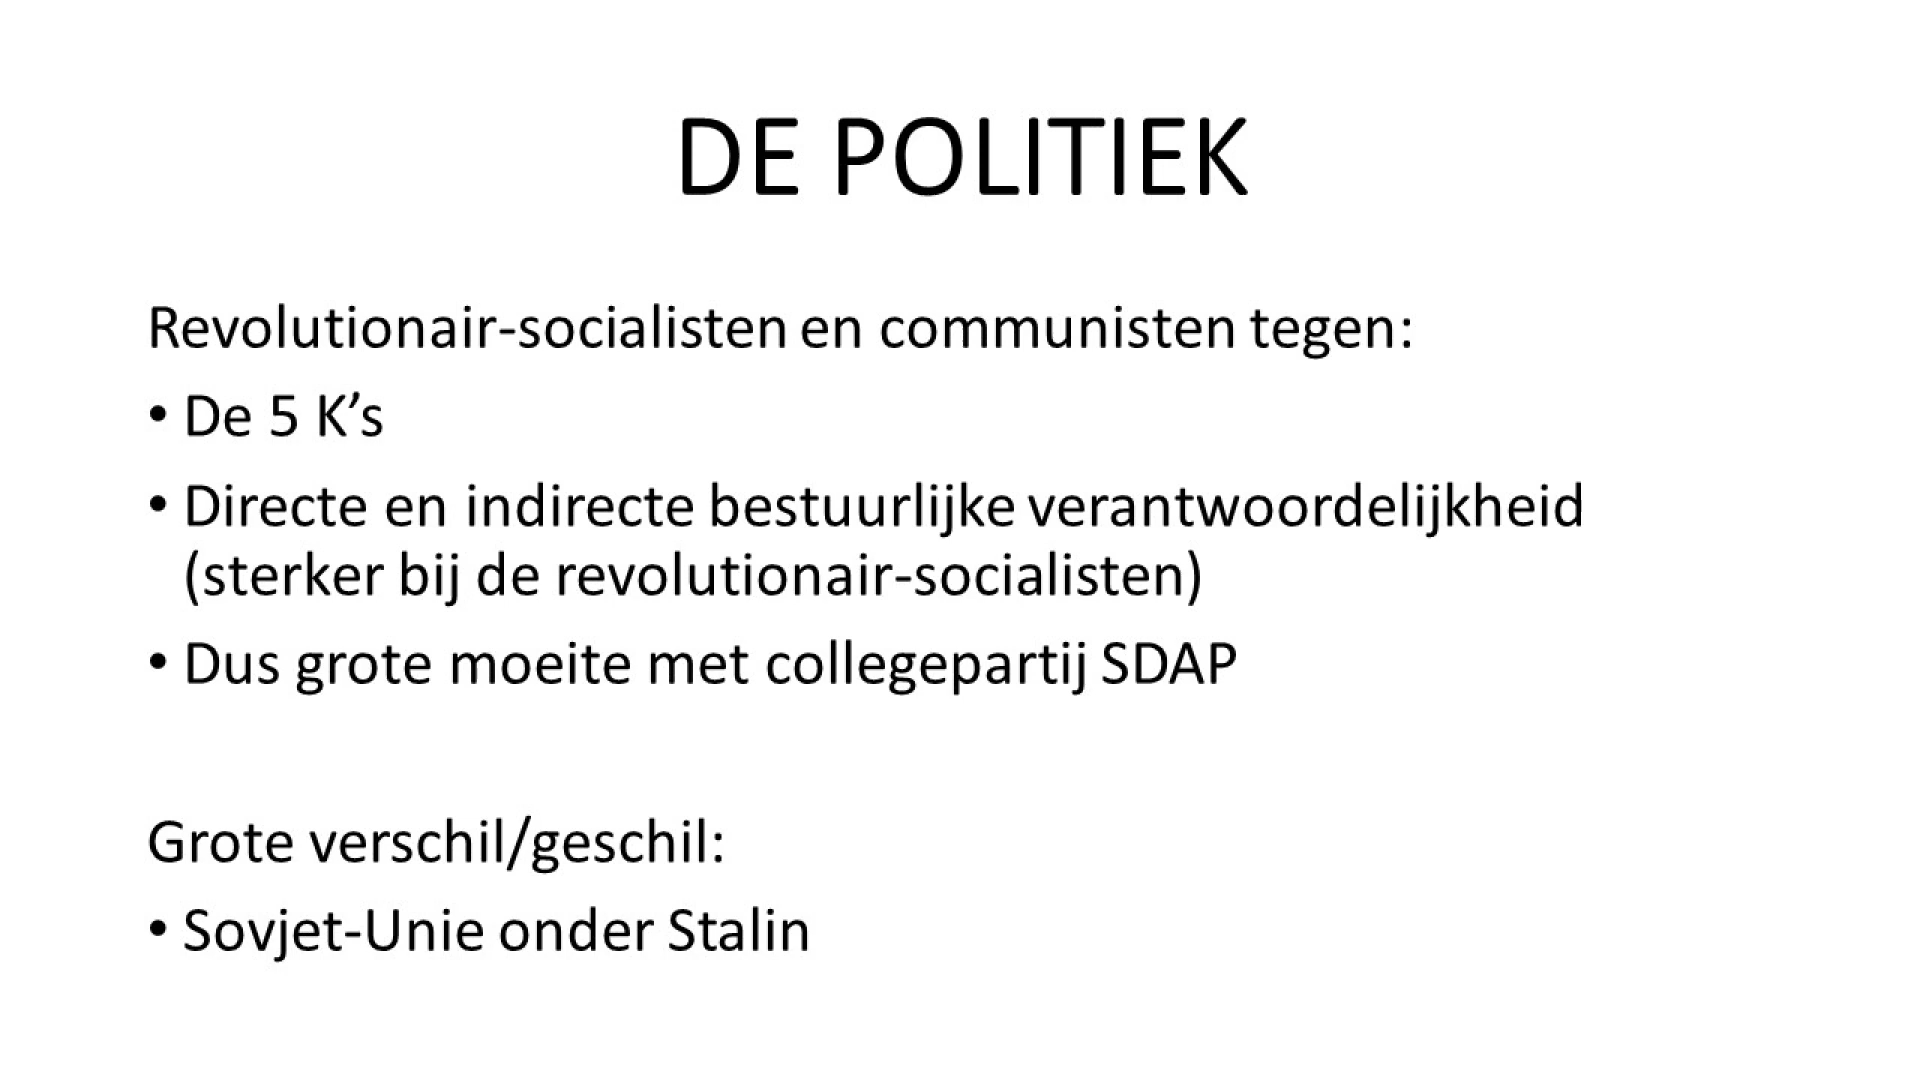 DE POLITIEK
Revolutionair-socialisten en communisten tegen:
• De 5 K’s
• Directe en indirecte bestuurlijke verantwoordelijkheid
(sterker bij de revolutionair-socialisten)
• Dus grote moeite met collegepartij SDAP
Grote verschil/geschil:
• Sovjet-Unie onder Stalin